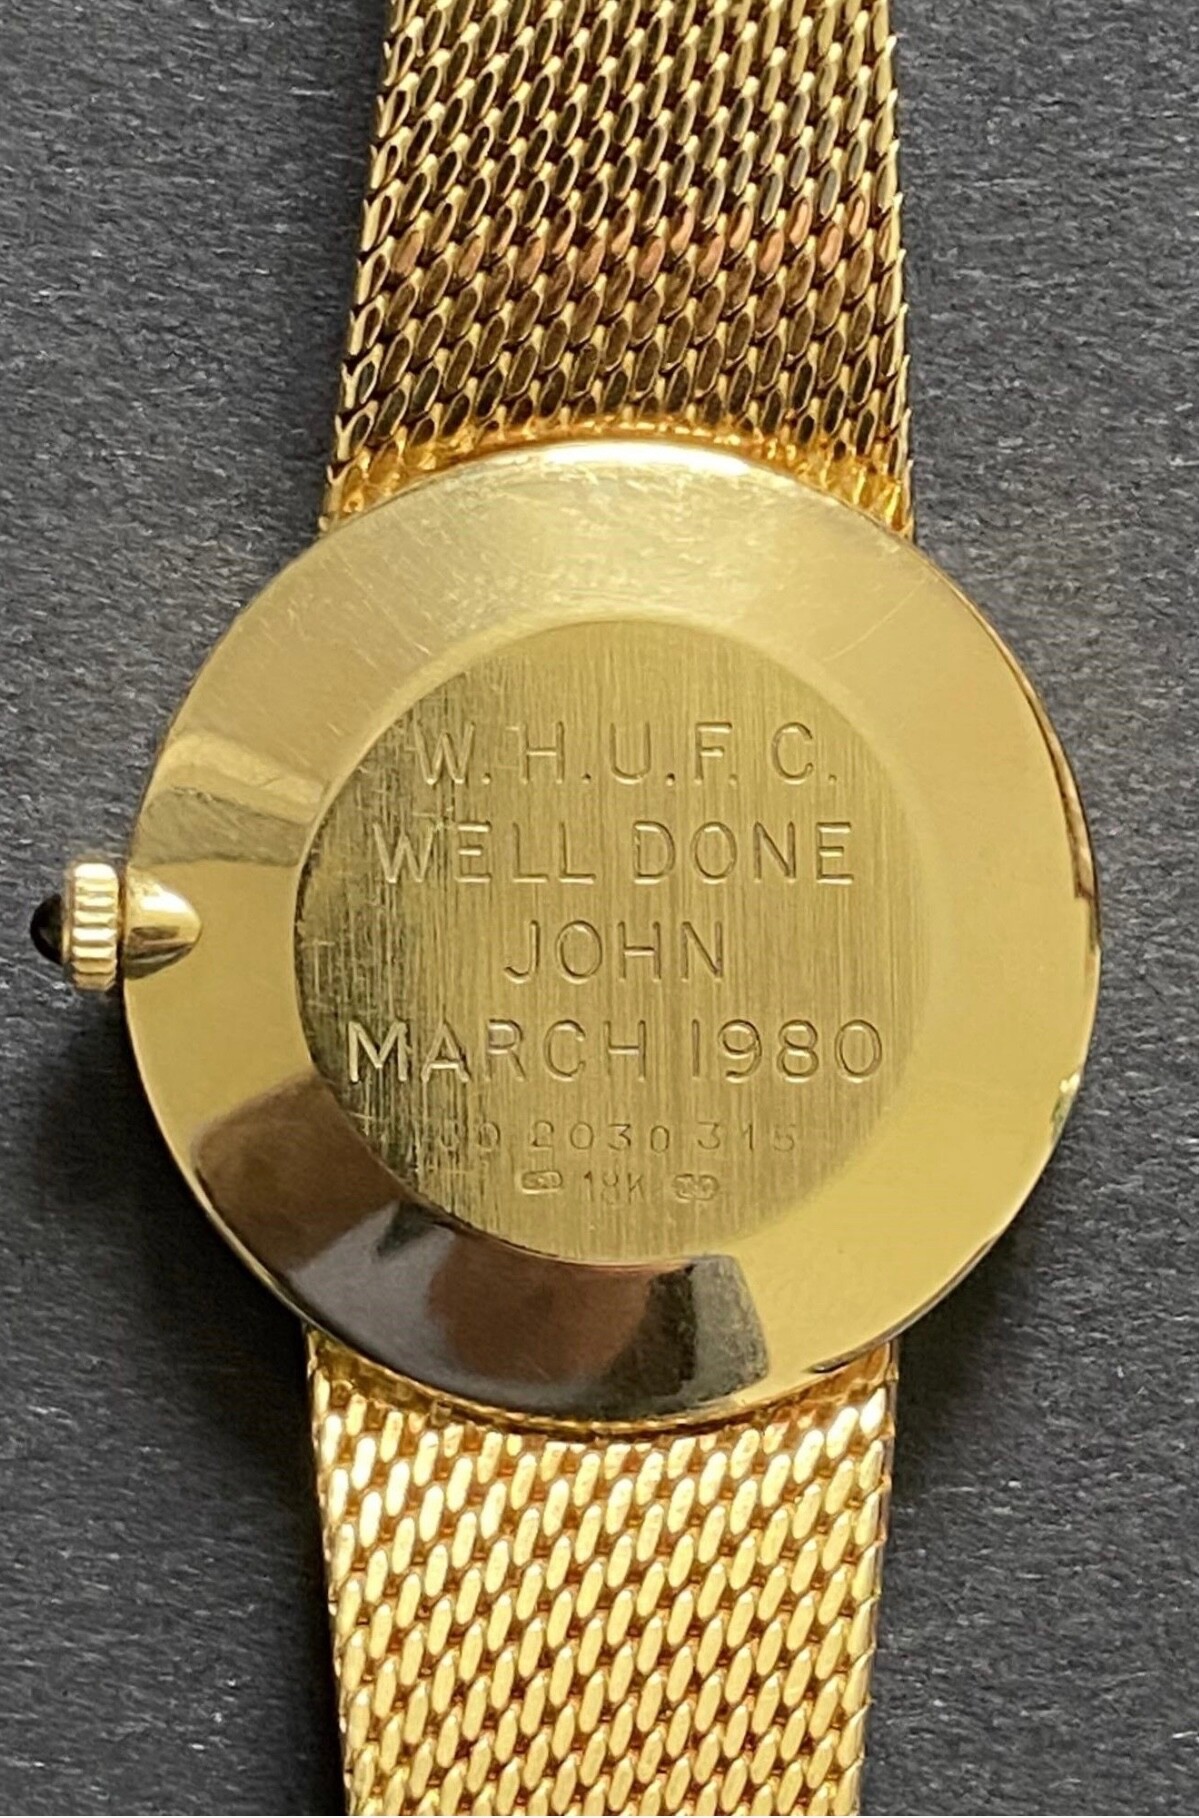 W. H. U. F. C.
WELL DONE
JOHN
MARCH 1980
2030 315
18K